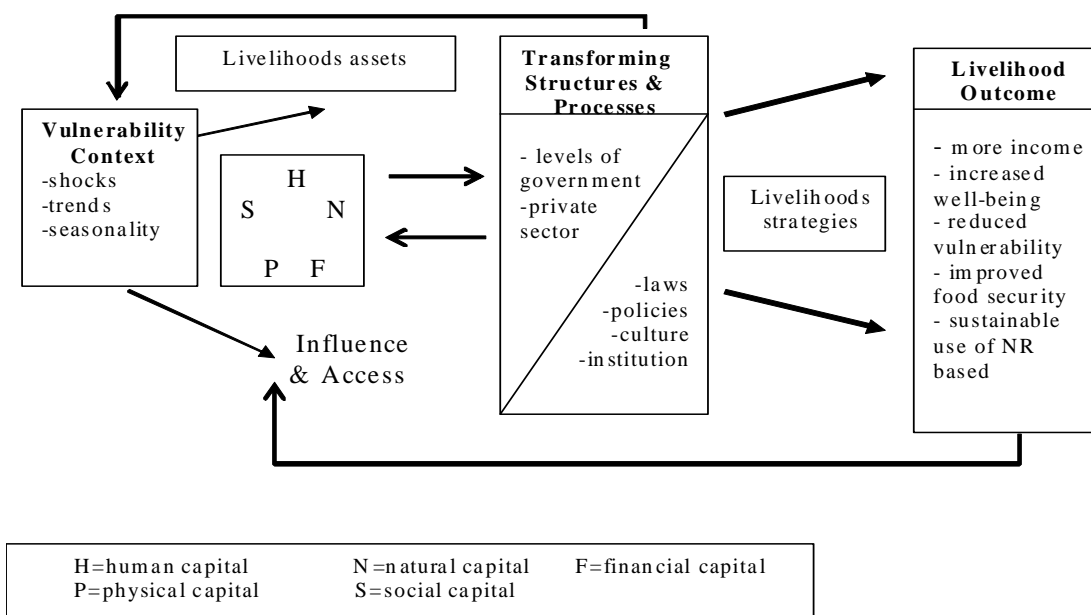 Livelihoods assets
Vulnerability
Context
-shocks
-trends
-seasonality
H
S N
P F
Influence
& Access
Transforming
Structures &
Processes
- levels of
government
-private
sector
-laws
-policies
-culture
-institution
Livelihoods
strategies
Livelihood
Outcome
- more income
- increased
well-being
- reduced
vulnerability
- improved
food security
- sustainable
use of NR
based
H=human capital N=natural capital F=financial capital
P=physical capital S=social capital